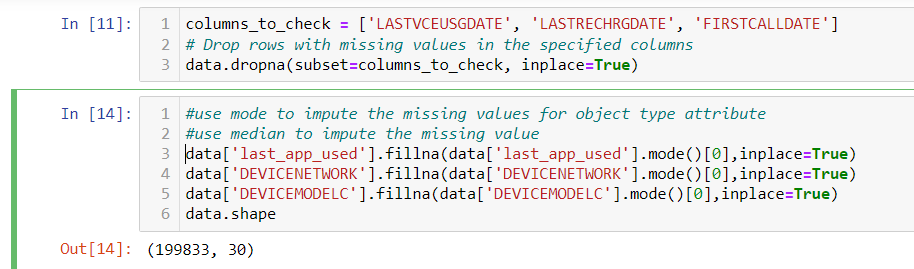 In [11]:
1 columns_to_check = ['LASTVCEUSGDATE', 'LASTRECHRGDATE', 'FIRSTCALLDATE']
2 # Drop rows with missing values in the specified columns
3 data.dropna(subset=columns_to_check, inplace=True)
In [14]:
1 #use mode to impute the missing values for object type attribute
2 #use median to impute the missing value
3 data['last_app_used'].fillna(data['last_app_used'].mode()[0],inplace=True)
4 data['DEVICENETWORK'].fillna(data['DEVICENETWORK'].mode()[0],inplace=True)
5 data['DEVICEMODELC'].fillna(data['DEVICEMODELC'].mode()[0],inplace=True)
6 data.shape
Out[14]: (199833, 30)